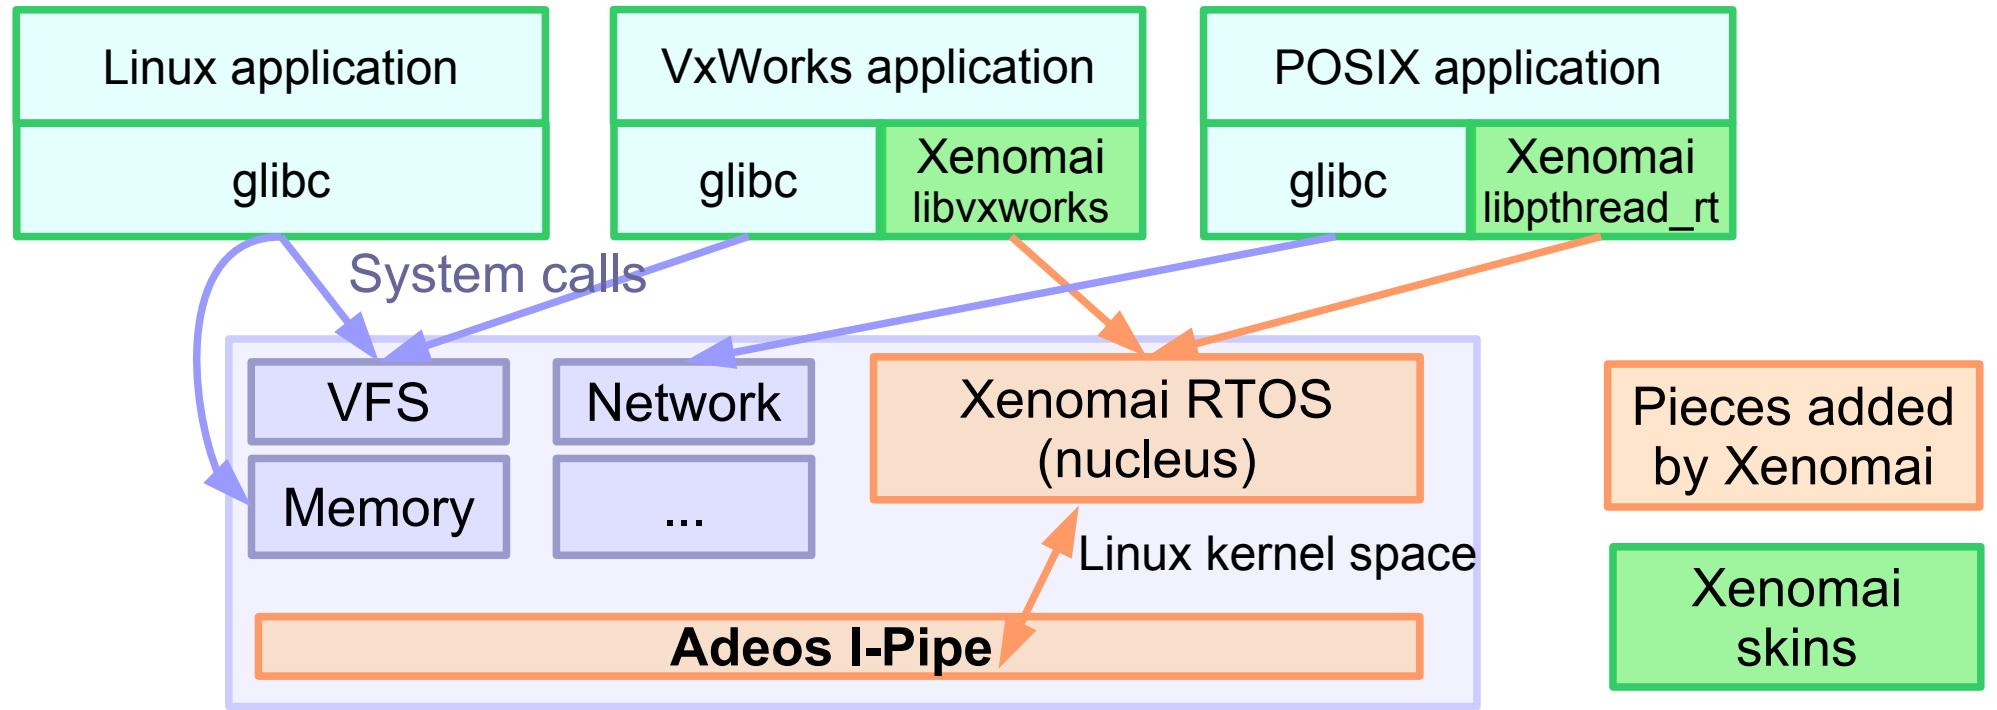 Linux application
VxWorks application
POSIX application
glibc
glibc
Xenomai
libvxworks
glibc
Xenomai
libpthread_rt
System calls
VFS
Network
Xenomai RTOS
(nucleus)
Memory
...
Linux kernel space
Adeos I-Pipe
Pieces added
by Xenomai
Xenomai
skins